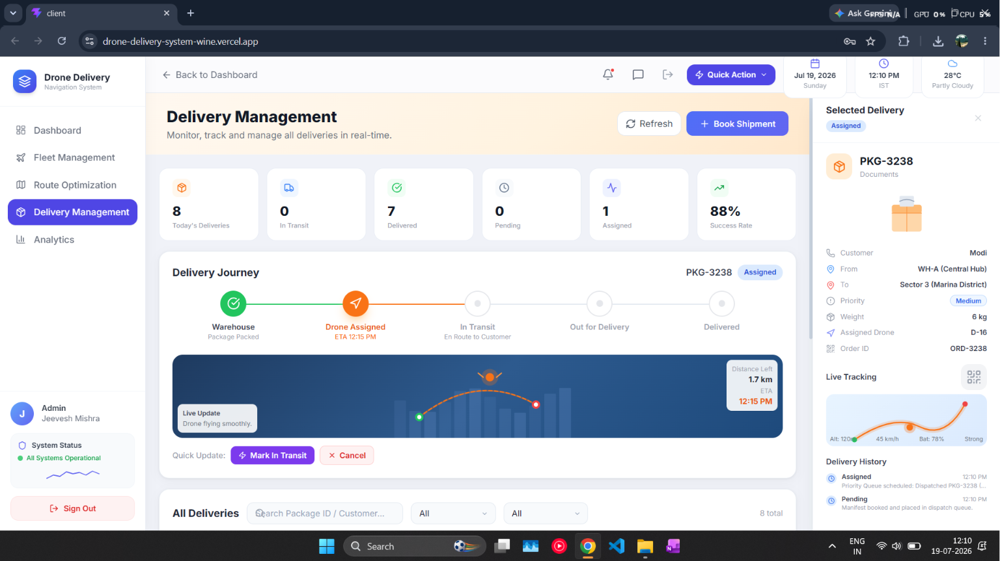 client
Ask Gemini
N/A
GPU 0%
CPU 5%
drone-delivery-system-wine.vercel.app
Drone Delivery
Navigation System
Dashboard
Fleet Management
Route Optimization
Delivery Management
Analytics
Admin
J
Jeevesh Mishra
System Status
All Systems Operational
Sign Out
Back to Dashboard
Quick Action
Jul 19, 2026
Sunday
12:10 PM
IST
28°C
Partly Cloudy
Delivery Management
Monitor, track and manage all deliveries in real-time.
Refresh
+ Book Shipment
8
Today's Deliveries
0
In Transit
7
Delivered
0
Pending
1
Assigned
88%
Success Rate
Delivery Journey
PKG-3238 Assigned
Warehouse
Package Packed
Drone Assigned
ETA 12:15 PM
In Transit
En Route to Customer
Out for Delivery
Delivered
Distance Left
1.7 km
ETA
12:15 PM
Live Update
Drone flying smoothly.
Quick Update: Mark In Transit Cancel
All Deliveries
Search Package ID / Customer...
All
All
8 total
Selected Delivery
Assigned
PKG-3238
Documents
Customer Modi
From WH-A (Central Hub)
To Sector 3 (Marina District)
Priority Medium
Weight 6 kg
Assigned Drone D-16
Order ID ORD-3238
Live Tracking
Alt: 120m 45 km/h Bat: 78% Strong
Delivery History
Assigned 12:10 PM
Priority Queue scheduled: Dispatched PKG-3238 (...
Pending 12:10 PM
Manifest booked and placed in dispatch queue.
Search
ENG
IN
12:10
19-07-2026